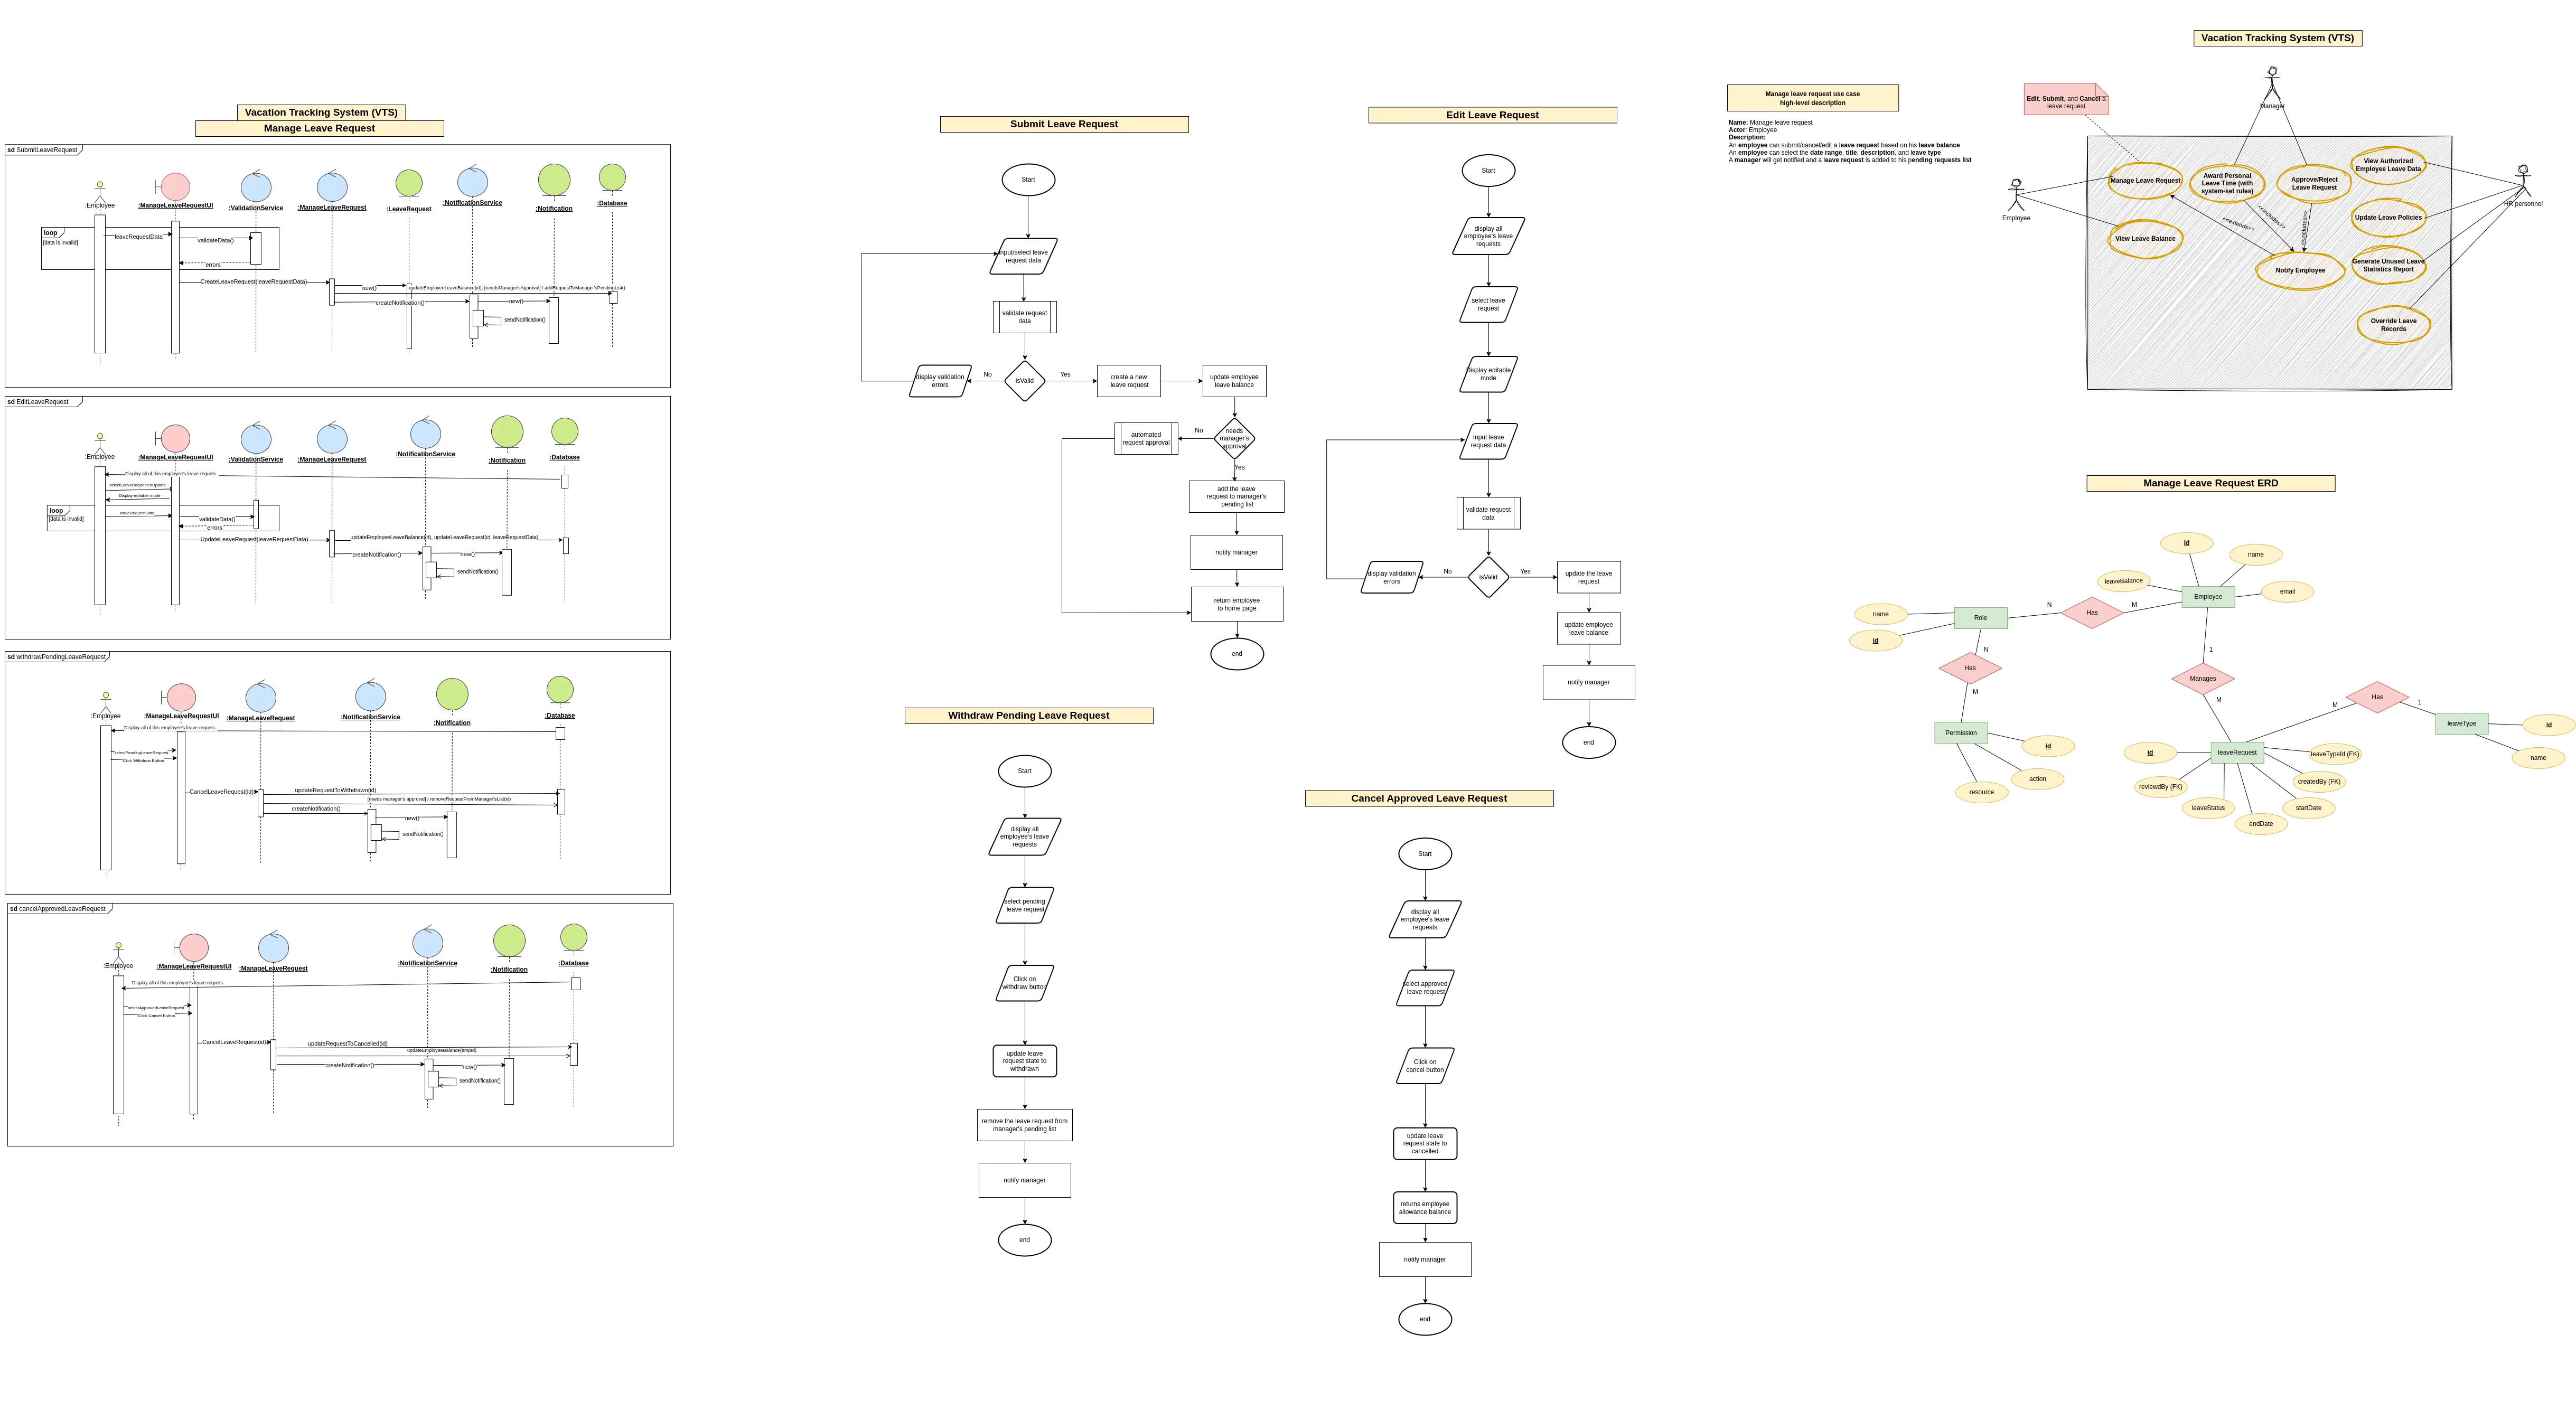 Vacation Tracking System (VTS)
Manage Leave Request
sd SubmitLeaveRequest
:Employee
:ManageLeaveRequestUI
:ValidationService
:ManageLeaveRequest
:LeaveRequest
:NotificationService
:Notification
:Database
loop
[data is invalid]
leaveRequestData
validateData()
errors
CreateLeaveRequest(leaveRequestData)
new()
updateEmployeeLeaveBalance(id), [needsManager'sApproval] / addRequestToManager'sPendingList()
createNotification()
new()
sendNotification()
sd EditLeaveRequest
:Employee
:ManageLeaveRequestUI
:ValidationService
:ManageLeaveRequest
:NotificationService
:Notification
:Database
Display all of this employee's leave requets
selectLeaveRequestToUpdate
Display editable mode
loop
[data is invalid]
leaveRequestData
validateData()
errors
UpdateLeaveRequest(leaveRequestData)
updateEmployeeLeaveBalance(id), updateLeaveRequest(id, leaveRequestData)
createNotification()
new()
sendNotification()
sd withdrawPendingLeaveRequest
:Employee
:ManageLeaveRequestUI
:ManageLeaveRequest
:NotificationService
:Notification
:Database
Display all of this employee's leave requets
selectPendingLeaveRequest
Click Withdraw Button
CancelLeaveRequest(id)
updateRequestToWithdrawn(id)
[needs manager's approval] / removeRequestFromManager'sList(id)
createNotification()
new()
sendNotification()
sd cancelApprovedLeaveRequest
:Employee
:ManageLeaveRequestUI
:ManageLeaveRequest
:NotificationService
:Notification
:Database
Display all of this employee's leave requets
selectApprovedLeaveRequest
Click Cancel Button
CancelLeaveRequest(id)
updateRequestToCancelled(id)
updateEmployeeBalance(empId)
createNotification()
new()
sendNotification()
Submit Leave Request
Start
input/select leave
request data
validate request
data
isValid
No
display validation
errors
Yes
create a new
leave request
update employee
leave balance
needs
manager's
approval
No
automated
request approval
Yes
add the leave
request to manager's
pending list
notify manager
return employee
to home page
end
Edit Leave Request
Start
display all
employee's leave
requests
select leave
request
Display editable
mode
Input leave
request data
validate request
data
isValid
No
display validation
errors
Yes
update the leave
request
update employee
leave balance
notify manager
end
Withdraw Pending Leave Request
Start
display all
employee's leave
requests
select pending
leave request
Click on
withdraw button
update leave
request state to
withdrawn
remove the leave request from
manager's pending list
notify manager
end
Cancel Approved Leave Request
Start
display all
employee's leave
requests
select approved
leave request
Click on
cancel button
update leave
request state to
cancelled
returns employee
allowance balance
notify manager
end
Manage leave request use case
high-level description
Name: Manage leave request
Actor: Employee
Description:
An employee can submit/cancel/edit a leave request based on his leave balance
An employee can select the date range, title, description, and leave type
A manager will get notified and a leave request is added to his pending requests list
Vacation Tracking System (VTS)
Edit, Submit, and Cancel a
leave request
Manager
Employee
HR personnel
Manage Leave Request
View Leave Balance
Award Personal
Leave Time (with
system-set rules)
Approve/Reject
Leave Request
<<extends>>
<<includes>>
<<includes>>
Notify Employee
View Authorized
Employee Leave Data
Update Leave Policies
Generate Unused Leave
Statistics Report
Override Leave
Records
Manage Leave Request ERD
id
name
leaveBalance
email
Employee
name
id
Role
N
Has
M
N
Has
M
Permission
id
action
resource
1
Manages
M
M
Has
1
leaveType
id
name
leaveRequest
id
reviewdBy (FK)
leaveStatus
endDate
startDate
createdBy (FK)
leaveTypeId (FK)